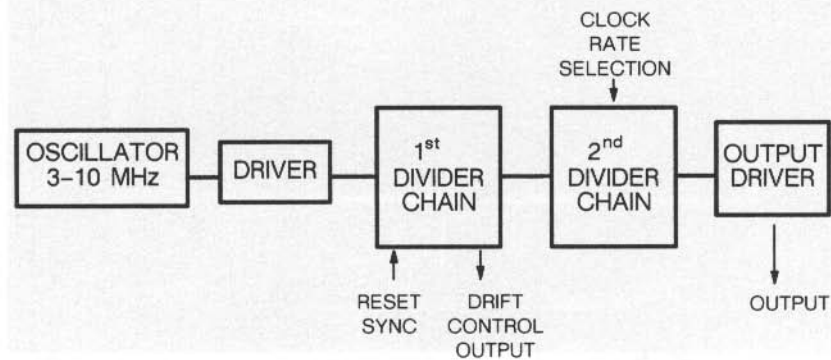 CLOCK
RATE
SELECTION
OSCILLATOR
3–10 MHz
DRIVER
1st
DIVIDER
CHAIN
2nd
DIVIDER
CHAIN
OUTPUT
DRIVER
RESET
SYNC
DRIFT
CONTROL
OUTPUT
OUTPUT